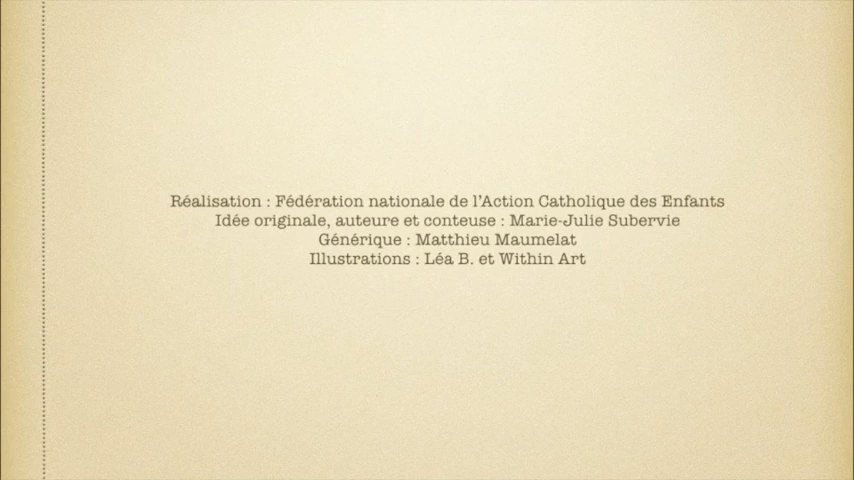 Réalisation : Fédération nationale de l'Action Catholique des Enfants
Idée originale, auteure et conteuse : Marie-Julie Subervie
Générique : Matthieu Maumelat
Illustrations : Léa B. et Within Art